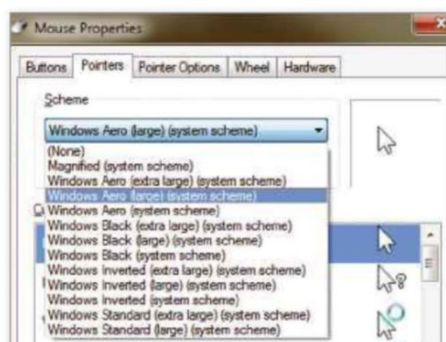 Mouse Properties
Buttons Pointers Pointer Options Wheel Hardware
Scheme
Windows Aero (large) (system scheme)
(None)
Magnified (system scheme)
Windows Aero (extra large) (system scheme)
Windows Aero (large) (system scheme)
Windows Aero (system scheme)
Windows Black (extra large) (system scheme)
Windows Black (large) (system scheme)
Windows Black (system scheme)
Windows Inverted (extra large) (system scheme)
Windows Inverted (large) (system scheme)
Windows Inverted (system scheme)
Windows Standard (extra large) (system scheme)
Windows Standard (large) (system scheme)